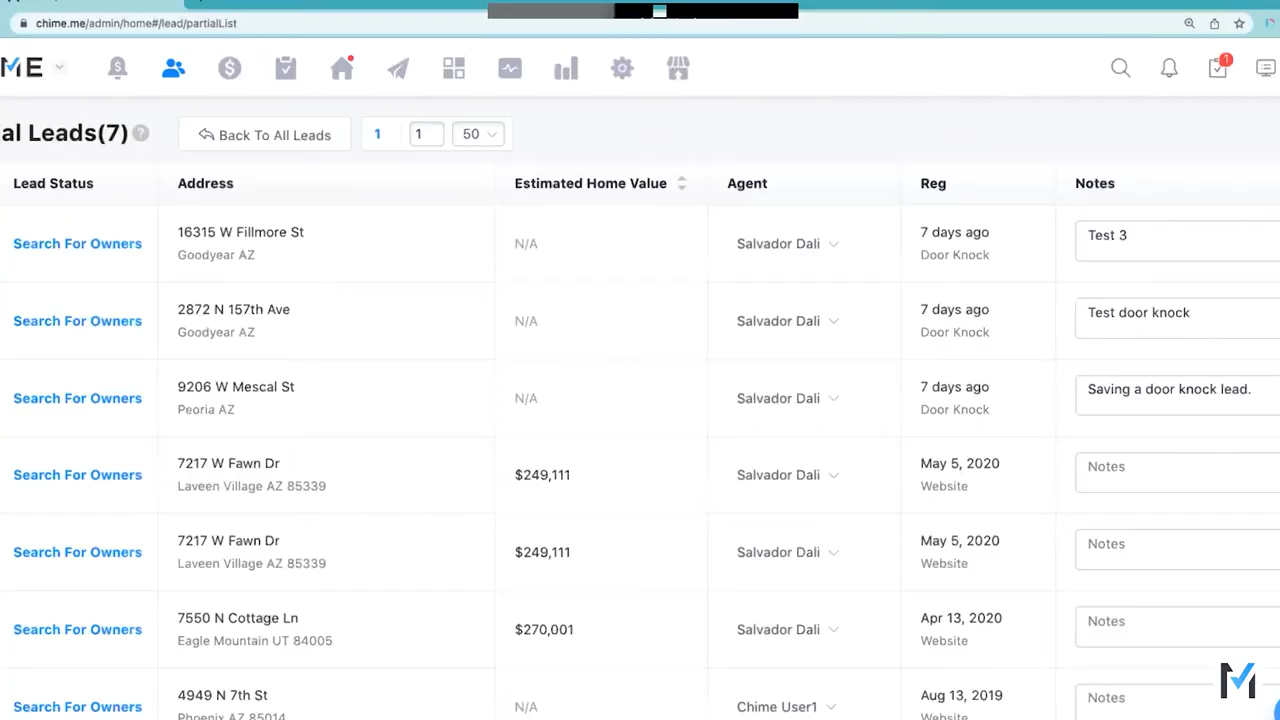 chime.me/admin/home#/lead/partialList
ME
1
al Leads(7) ?
Back To All Leads
1
1
50
Lead Status
Address
Estimated Home Value
Agent
Reg
Notes
Search For Owners
16315 W Fillmore St
Goodyear AZ
N/A
Salvador Dali
7 days ago
Door Knock
Test 3
Search For Owners
2872 N 157th Ave
Goodyear AZ
N/A
Salvador Dali
7 days ago
Door Knock
Test door knock
Search For Owners
9206 W Mescal St
Peoria AZ
N/A
Salvador Dali
7 days ago
Door Knock
Saving a door knock lead.
Search For Owners
7217 W Fawn Dr
Laveen Village AZ 85339
$249,111
Salvador Dali
May 5, 2020
Website
Notes
Search For Owners
7217 W Fawn Dr
Laveen Village AZ 85339
$249,111
Salvador Dali
May 5, 2020
Website
Notes
Search For Owners
7550 N Cottage Ln
Eagle Mountain UT 84005
$270,001
Salvador Dali
Apr 13, 2020
Website
Notes
Search For Owners
4949 N 7th St
Phoenix AZ 85014
N/A
Chime User1
Aug 13, 2019
Website
Notes